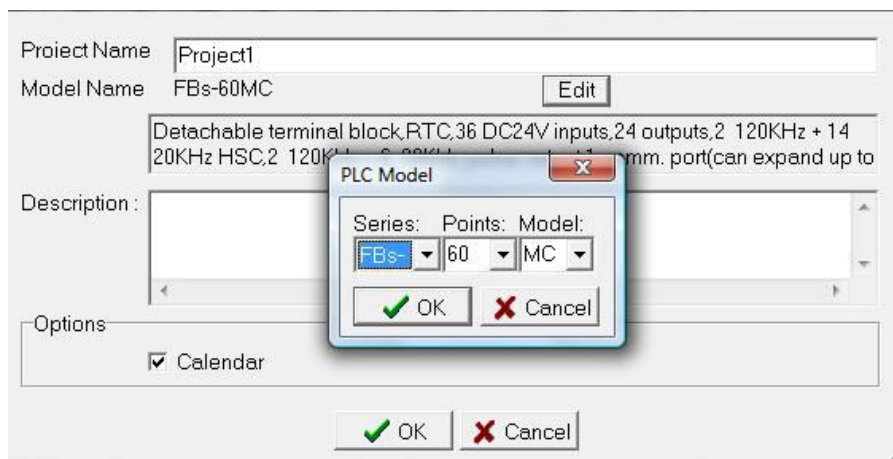 Proiect Name Project1
Model Name FBs-60MC Edit
Detachable terminal block,RTC,36 DC24V inputs,24 outputs,2 120KHz + 14
20KHz HSC,2 120K mm. port(can expand up to
PLC Model
Description :
Series: Points: Model:
FBs- 60 MC
OK Cancel
Options
Calendar
OK Cancel